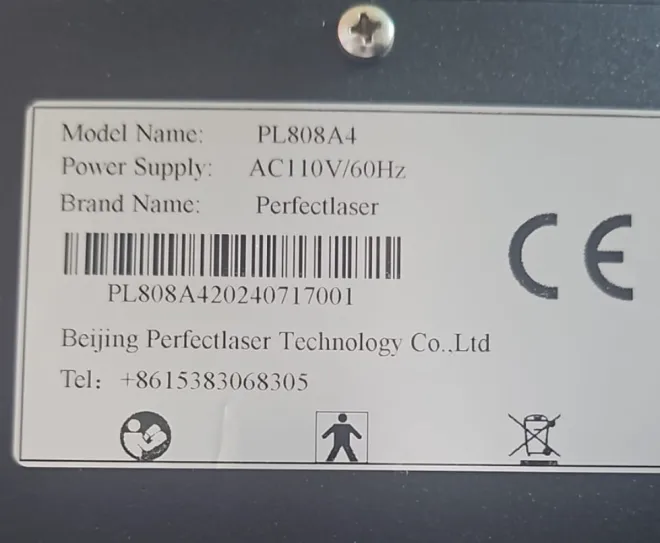 Model Name: PL808A4
Power Supply: AC110V/60Hz
Brand Name: Perfectlaser
CE
PL808A420240717001
Beijing Perfectlaser Technology Co.,Ltd
Tel: +8615383068305